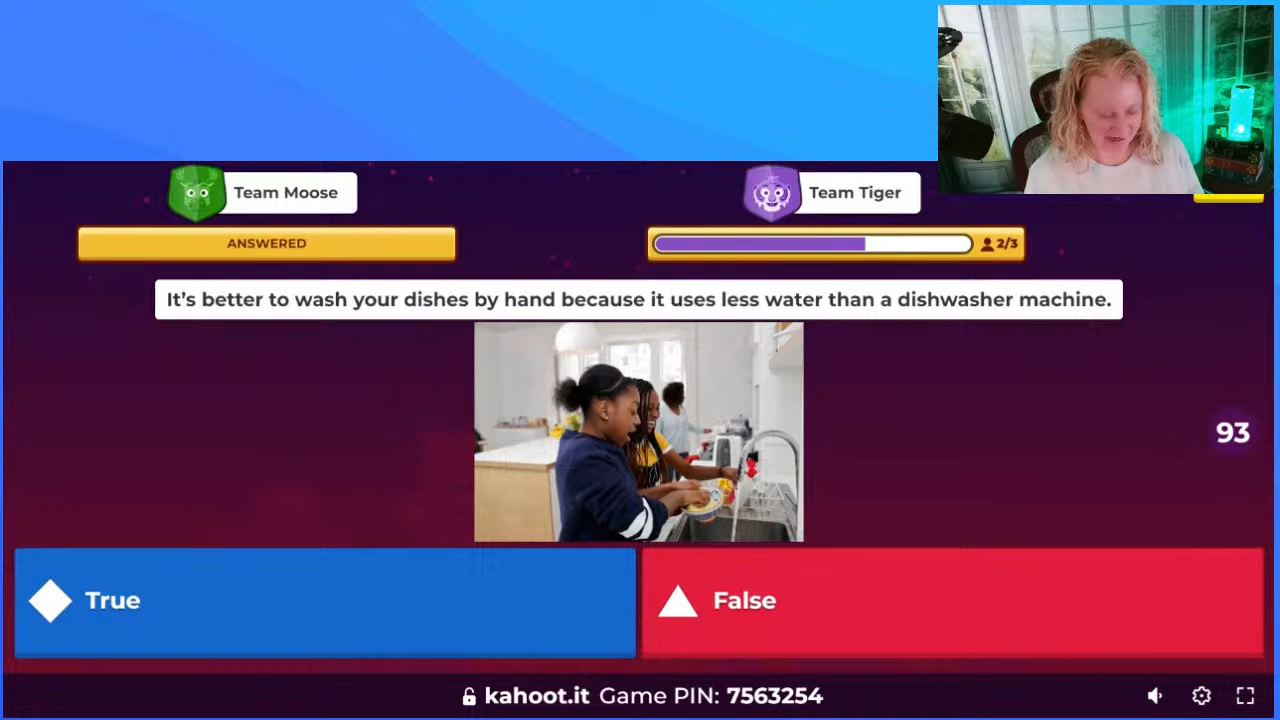 Team Moose
Team Tiger
ANSWERED
2/3
It's better to wash your dishes by hand because it uses less water than a dishwasher machine.
93
True
False
kahoot.it Game PIN: 7563254